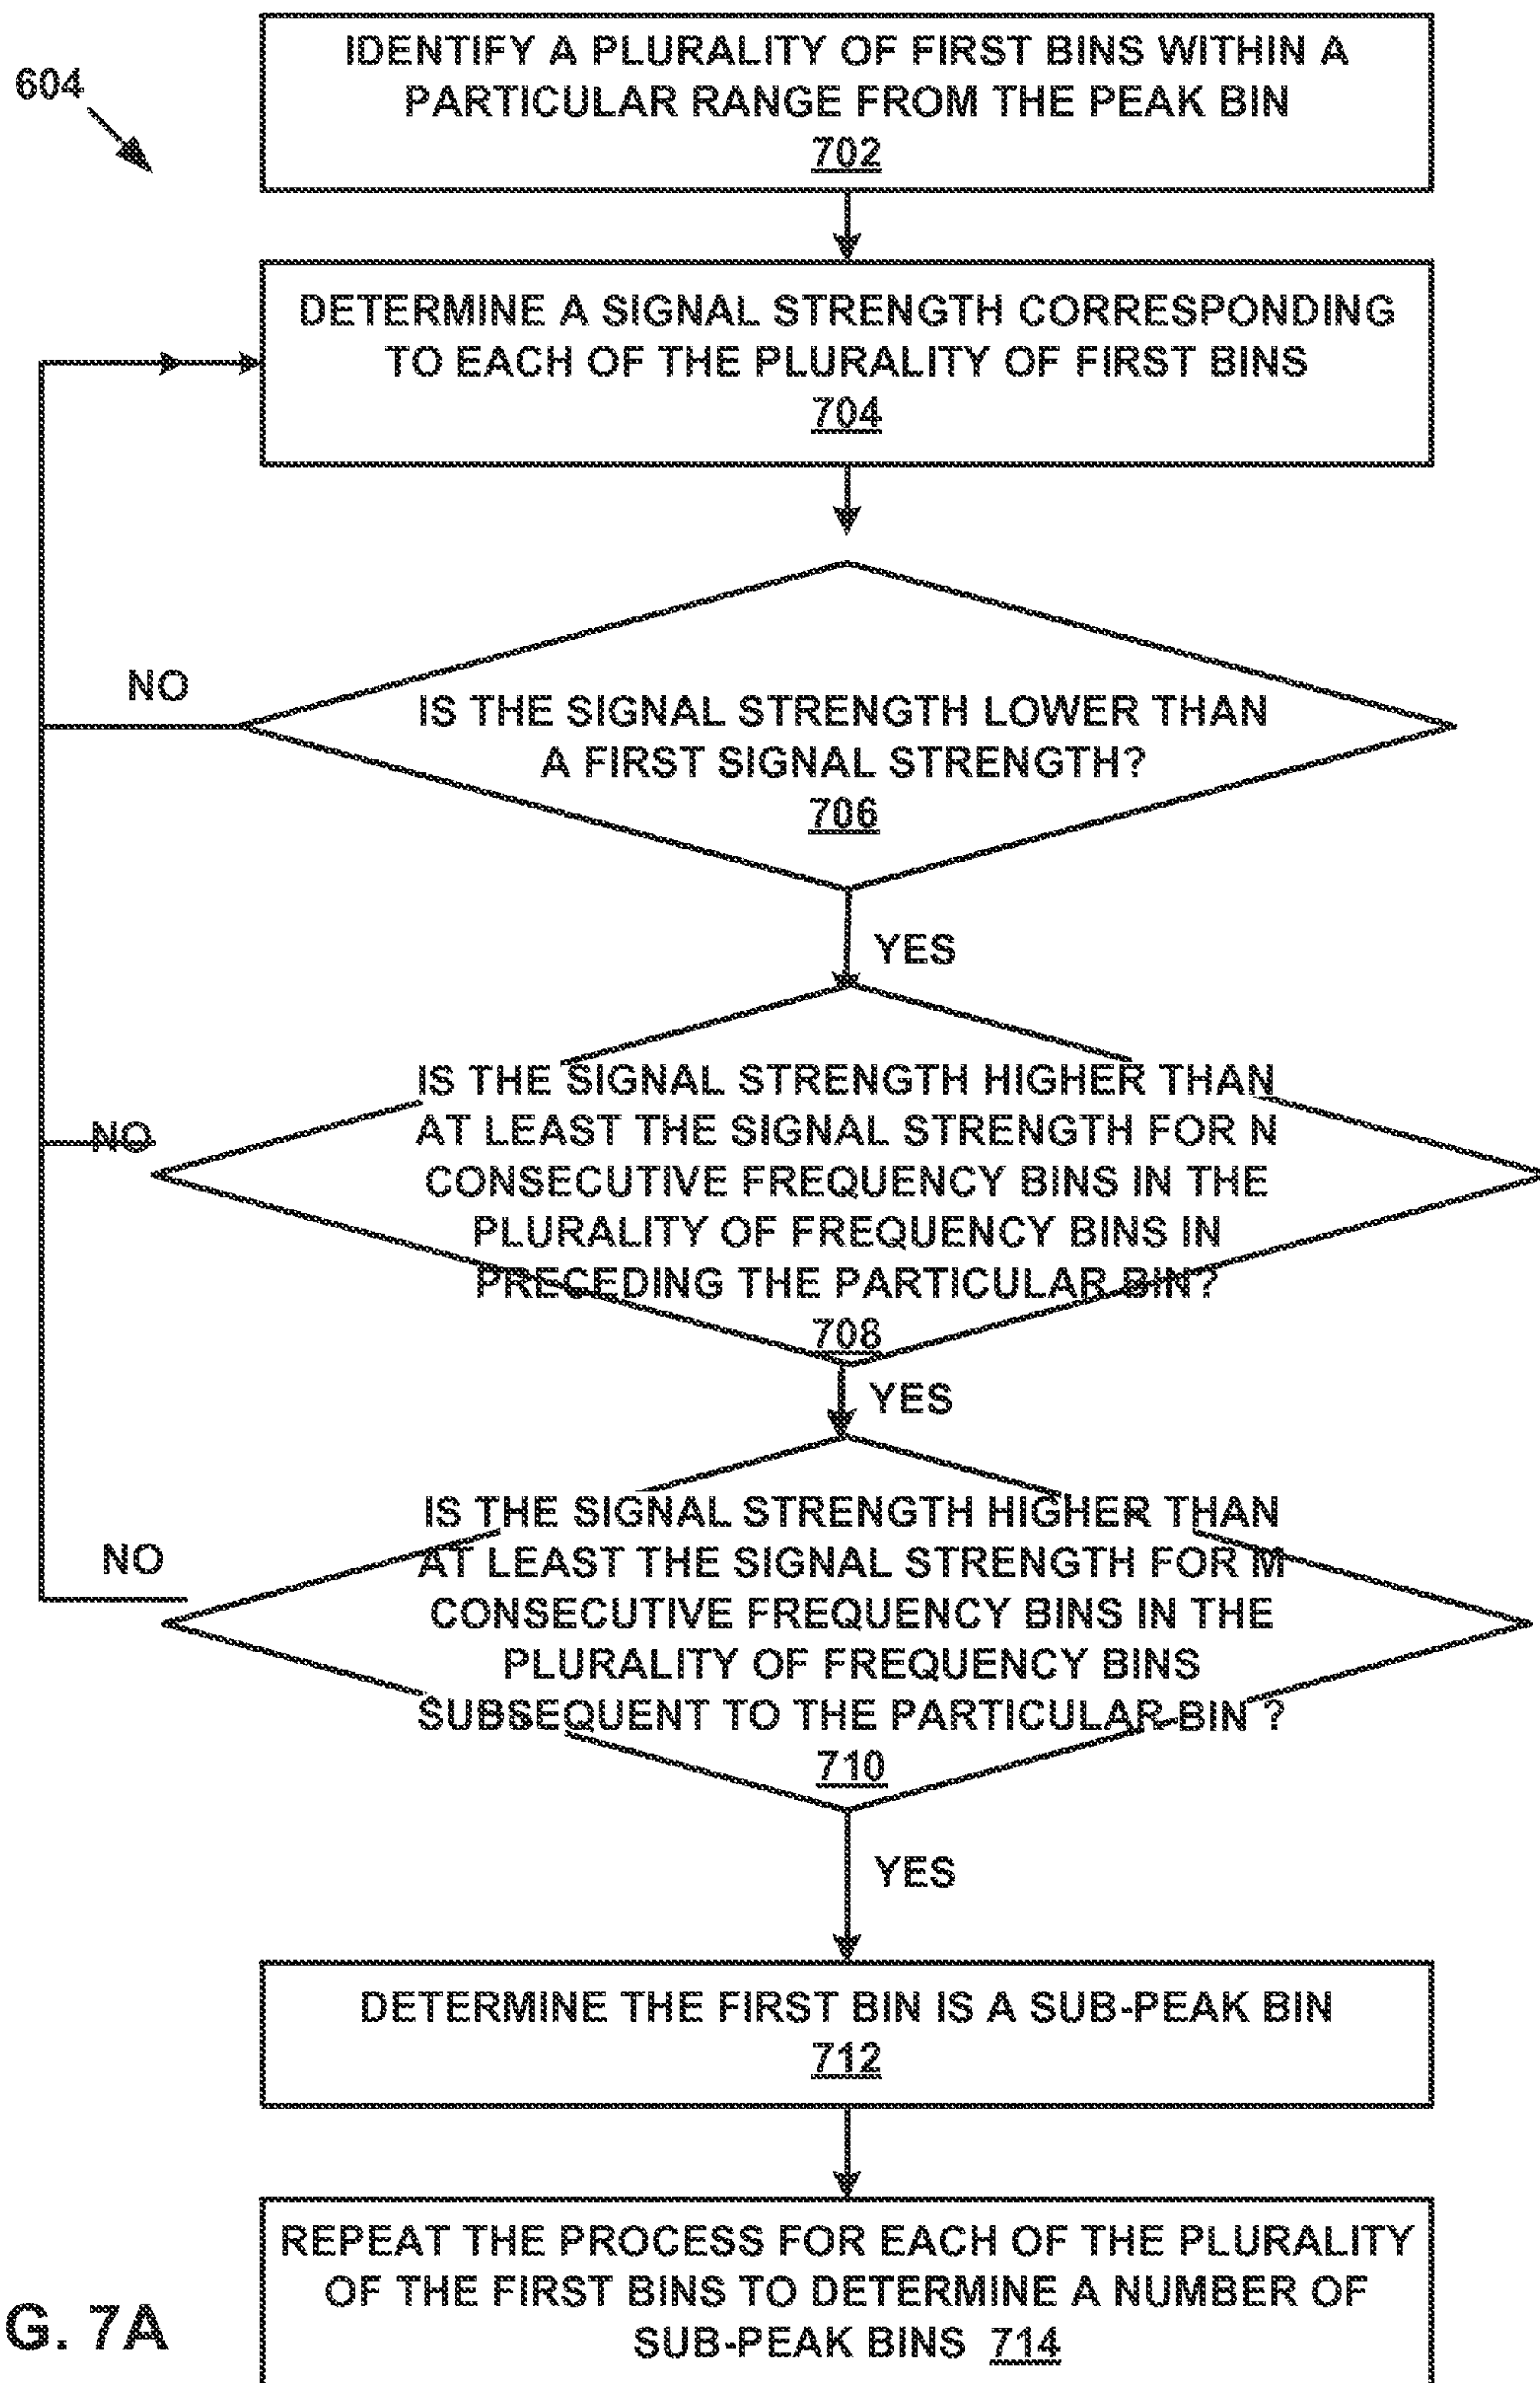 604
IDENTIFY A PLURALITY OF FIRST BINS WITHIN A
PARTICULAR RANGE FROM THE PEAK BIN
702
DETERMINE A SIGNAL STRENGTH CORRESPONDING
TO EACH OF THE PLURALITY OF FIRST BINS
704
NO
IS THE SIGNAL STRENGTH LOWER THAN
A FIRST SIGNAL STRENGTH?
706
YES
IS THE SIGNAL STRENGTH HIGHER THAN
AT LEAST THE SIGNAL STRENGTH FOR N
NO
CONSECUTIVE FREQUENCY BINS IN THE
PLURALITY OF FREQUENCY BINS IN
PRECEDING THE PARTICULAR BIN?
708
YES
IS THE SIGNAL STRENGTH HIGHER THAN
NO
AT LEAST THE SIGNAL STRENGTH FOR M
CONSECUTIVE FREQUENCY BINS IN THE
PLURALITY OF FREQUENCY BINS
SUBSEQUENT TO THE PARTICULAR BIN ?
710
YES
DETERMINE THE FIRST BIN IS A SUB-PEAK BIN
712
REPEAT THE PROCESS FOR EACH OF THE PLURALITY
OF THE FIRST BINS TO DETERMINE A NUMBER OF
SUB-PEAK BINS 714
G. 7A